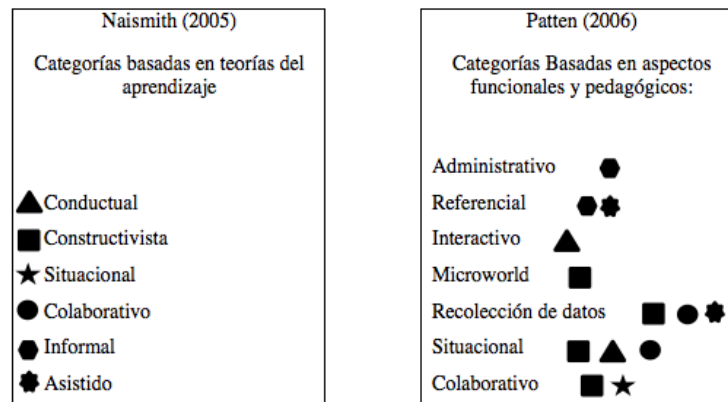 Naismith (2005)
Categorías basadas en teorías del
aprendizaje
Conductual
Constructivista
Situacional
Colaborativo
Informal
Asistido
Patten (2006)
Categorías Basadas en aspectos
funcionales y pedagógicos:
Administrativo
Referencial
Interactivo
Microworld
Recolección de datos
Situacional
Colaborativo